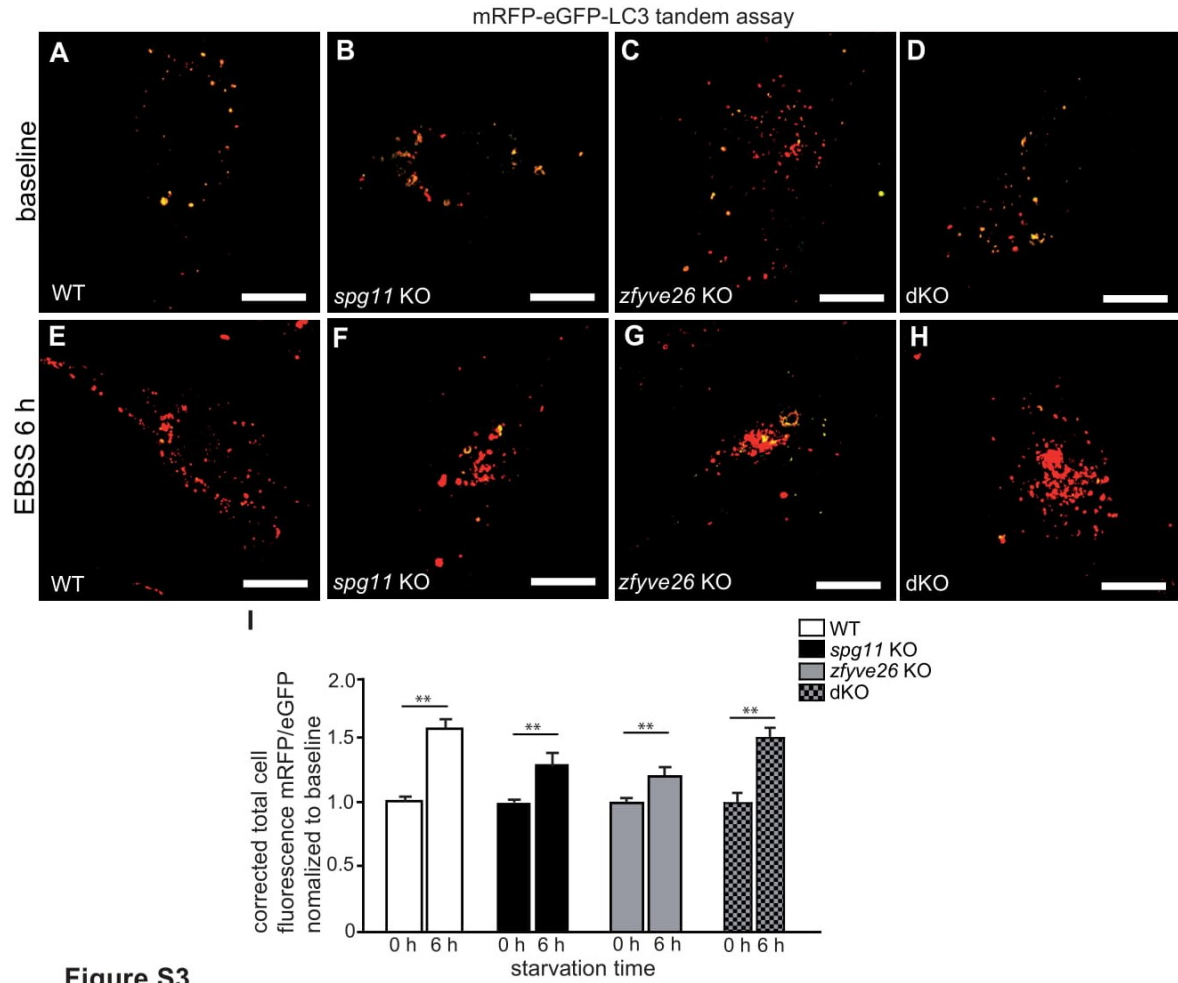 mRFP-eGFP-LC3 tandem assay
A
B
C
D
baseline
WT
spg11 KO
zfyve26 KO
dKO
E
F
G
H
EBSS 6 h
WT
spg11 KO
zfyve26 KO
dKO
I
WT
spg11 KO
zfyve26 KO
dKO
corrected total cell
fluorescence mRFP/eGFP
nomalized to baseline
2.0
1.5
1.0
0.5
0
** ** ** **
0 h 6 h 0 h 6 h 0 h 6 h 0 h 6 h
starvation time
Figure S3